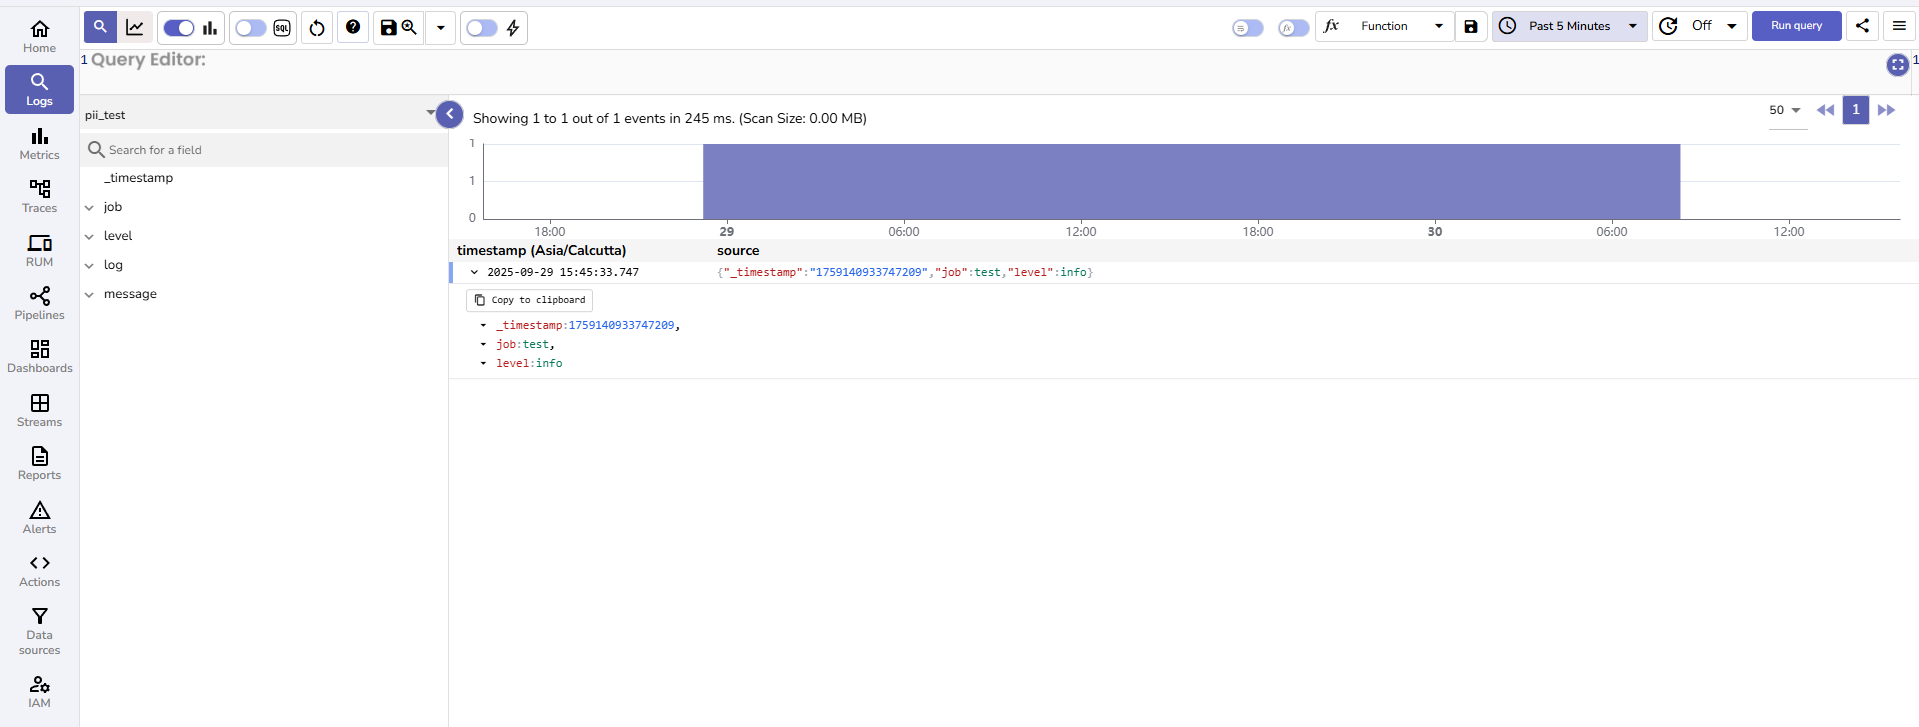 Home
Logs
Metrics
Traces
RUM
Pipelines
Dashboards
Streams
Reports
Alerts
Actions
Data
sources
IAM
SQL
fx
fx Function
Past 5 Minutes
Off
Run query
1 Query Editor:
1
pii_test
Search for a field
_timestamp
job
level
log
message
Showing 1 to 1 out of 1 events in 245 ms. (Scan Size: 0.00 MB)
50
1
1
1
0
18:00 29 06:00 12:00 18:00 30 06:00 12:00
timestamp (Asia/Calcutta) source
2025-09-29 15:45:33.747 {"_timestamp":"1759140933747209","job":test,"level":info}
Copy to clipboard
_timestamp:1759140933747209,
job:test,
level:info